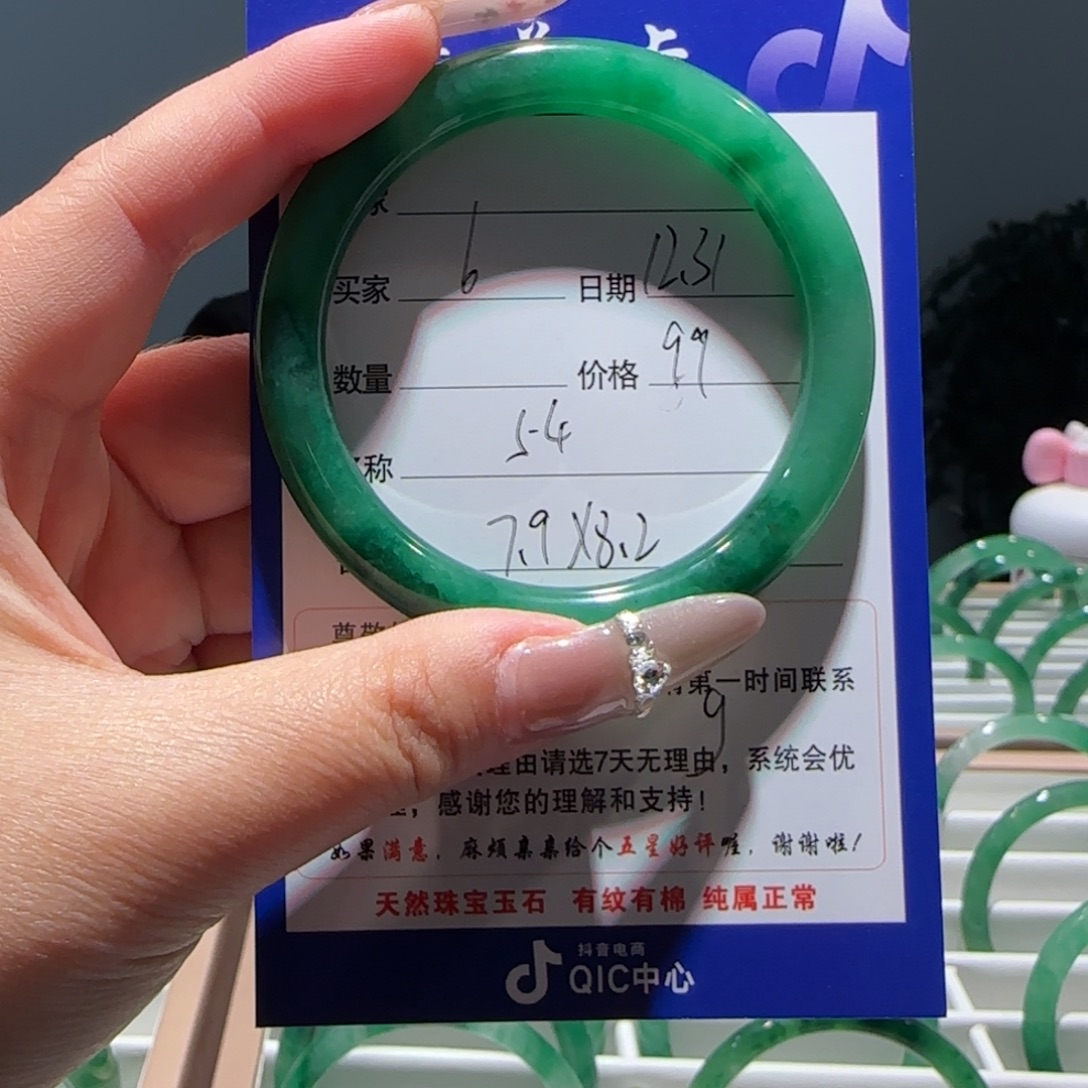 家
买家 6 日期 12.31
数量 价格 99
称 5-4
7.9X8.2
尊敬
第一时间联系
9
理由请选7天无理由，系统会优
，感谢您的理解和支持！
如果满意，麻烦亲亲给个五星好评喔，谢谢啦！
天然珠宝玉石 有纹有棉 纯属正常
抖音电商
QIC中心